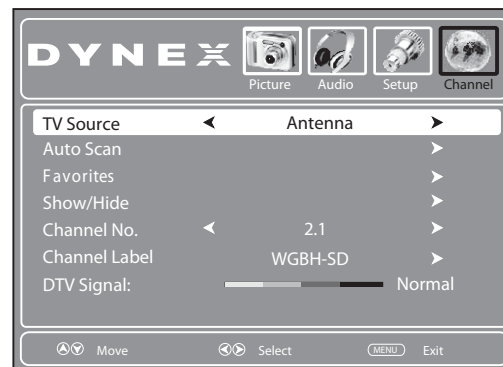 DYNEX
Picture Audio Setup Channel
TV Source Antenna
Auto Scan
Favorites
Show/Hide
Channel No. 2.1
Channel Label WGBH-SD
DTV Signal: Normal
Move Select MENU Exit